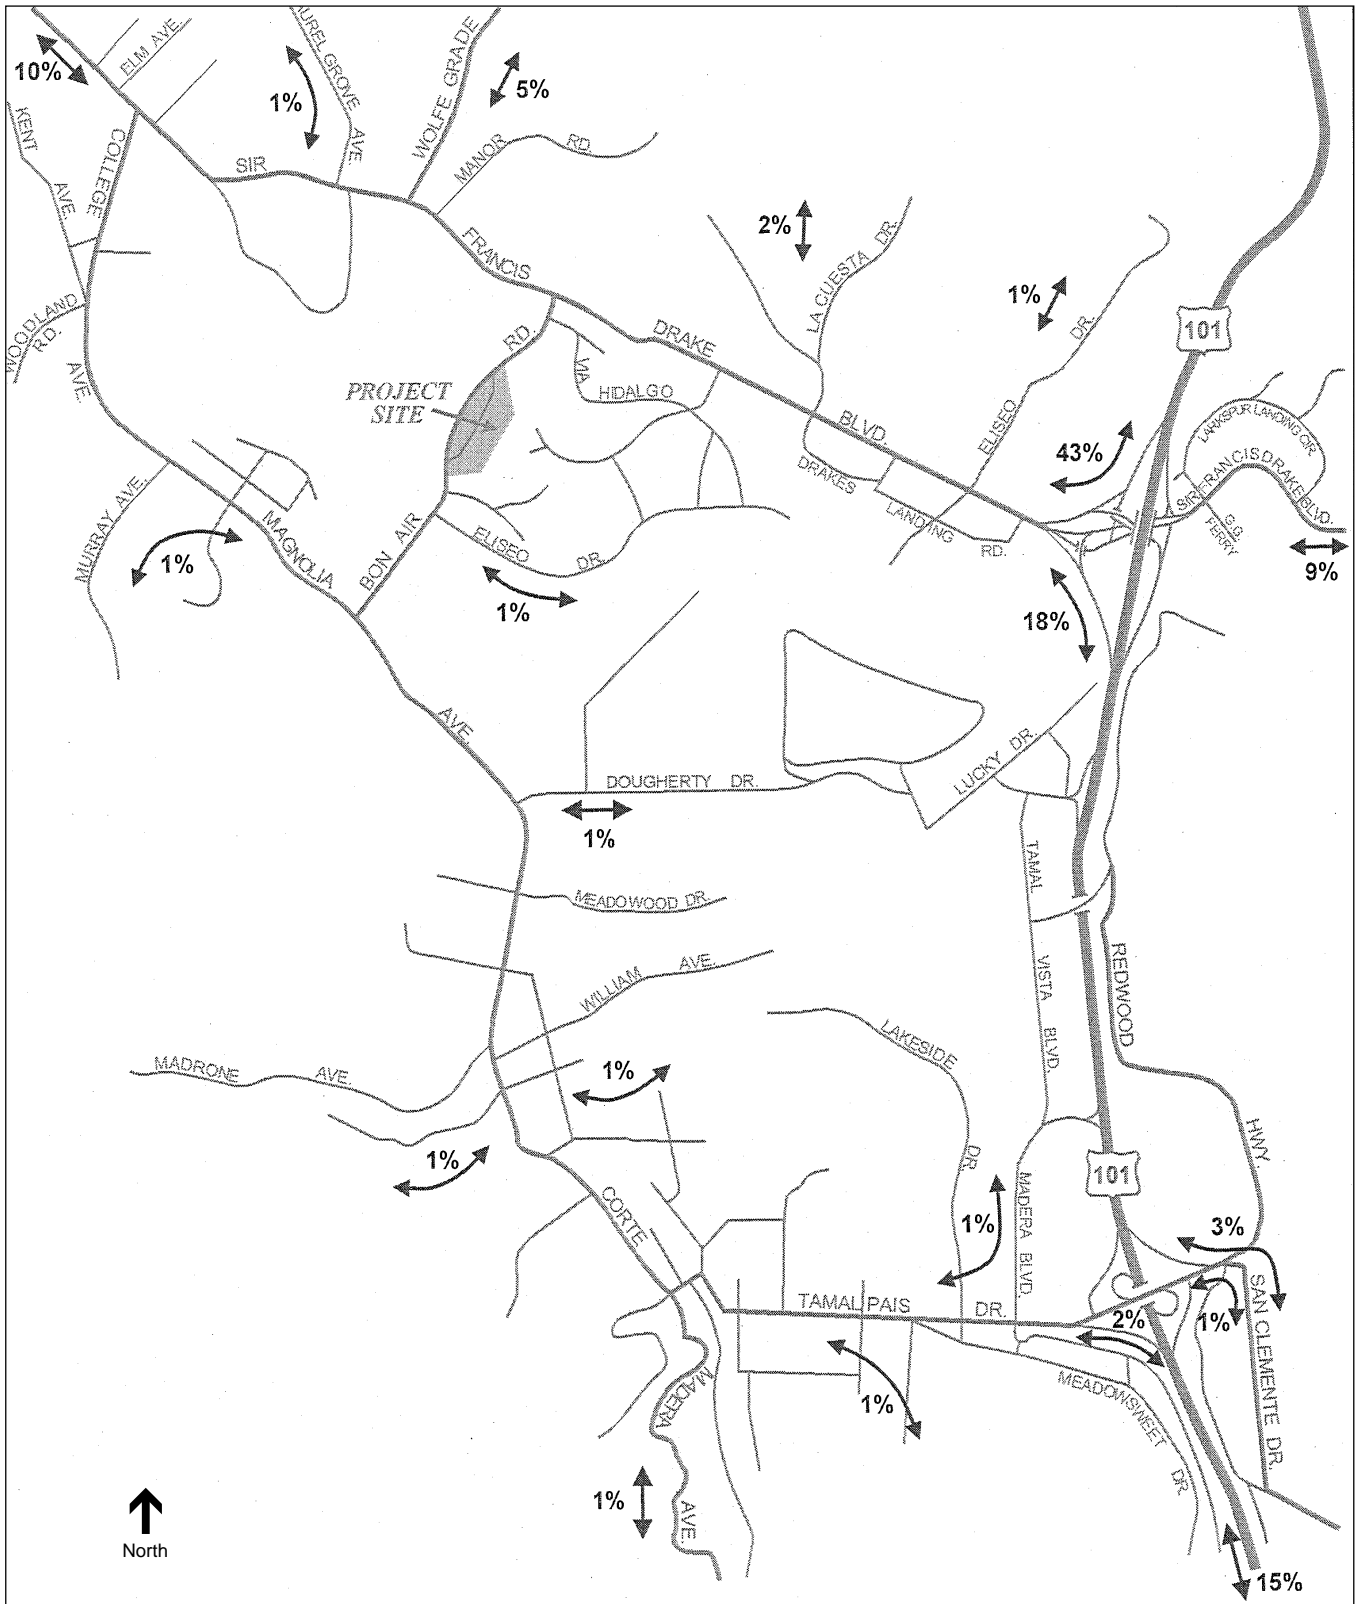 10%
ELM AVE.
1%
LAUREL GROVE
AVE.
WOLFE GRADE
5%
KENT
AVE.
COLLEGE
AVE.
SIR
FRANCIS
DRAKE
BLVD.
MANOR
RD.
2%
LA CUESTA DR.
1%
ELISEO
DR.
101
WOODLAND
RD.
RD.
VIA
HIDALGO
PROJECT
SITE
43%
LARKSPUR LANDING CIR.
SIR FRANCIS DRAKE BLVD.
G.G.
FERRY
9%
DRAKES
LANDING
RD.
MURRAY AVE.
1%
MAGNOLIA
AVE.
BON AIR
ELISEO
DR.
1%
18%
LUCKY DR.
DOUGHERTY DR.
1%
TAMAL
VISTA
BLVD.
REDWOOD
HWY.
MEADOWOOD DR.
WILLIAM AVE.
LAKESIDE
DR.
MADRONE AVE.
1%
1%
CORTE
MADERA
AVE.
1%
MADERA BLVD.
101
3%
TAMALPAIS DR.
2%
1%
SAN CLEMENTE DR.
1%
MEADOWSWEET
DR.
1%
North
15%